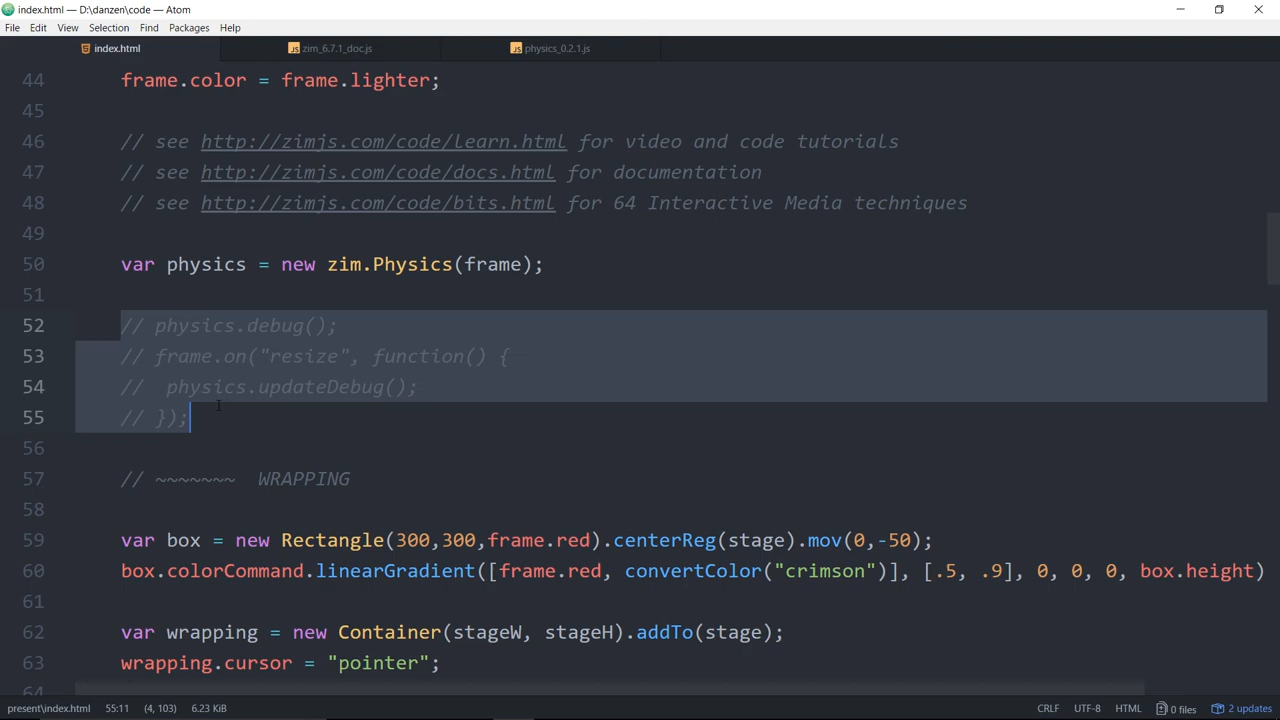 index.html — D:\danzen\code — Atom
File Edit View Selection Find Packages Help
index.html zim_6.7.1_doc.js physics_0.2.1.js
44 frame.color = frame.lighter;
45
46 // see http://zimjs.com/code/learn.html for video and code tutorials
47 // see http://zimjs.com/code/docs.html for documentation
48 // see http://zimjs.com/code/bits.html for 64 Interactive Media techniques
49
50 var physics = new zim.Physics(frame);
51
52 // physics.debug();
53 // frame.on("resize", function() {
54 // physics.updateDebug();
55 // });
56
57 // ~~~~~~~ WRAPPING
58
59 var box = new Rectangle(300,300,frame.red).centerReg(stage).mov(0,-50);
60 box.colorCommand.linearGradient([frame.red, convertColor("crimson")], [.5, .9], 0, 0, 0, box.height)
61
62 var wrapping = new Container(stageW, stageH).addTo(stage);
63 wrapping.cursor = "pointer";
64
present\index.html 55:11 (4, 103) 6.23 KiB CRLF UTF-8 HTML 0 files 2 updates